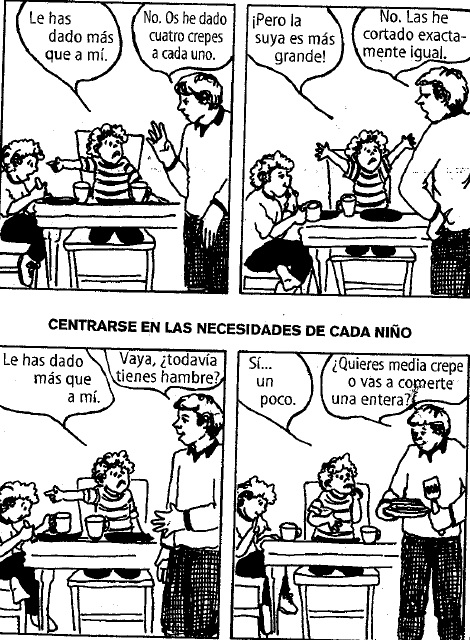 Le has
dado más
que a mí.
No. Os he dado
cuatro crepes
a cada uno.
¡Pero la
suya es más
grande!
No. Las he
cortado exacta-
mente igual.
CENTRARSE EN LAS NECESIDADES DE CADA NIÑO
Le has dado
más que
a mí.
Vaya, ¿todavía
tienes hambre?
Sí...
un
poco.
¿Quieres media crepe
o vas a comerte
una entera?